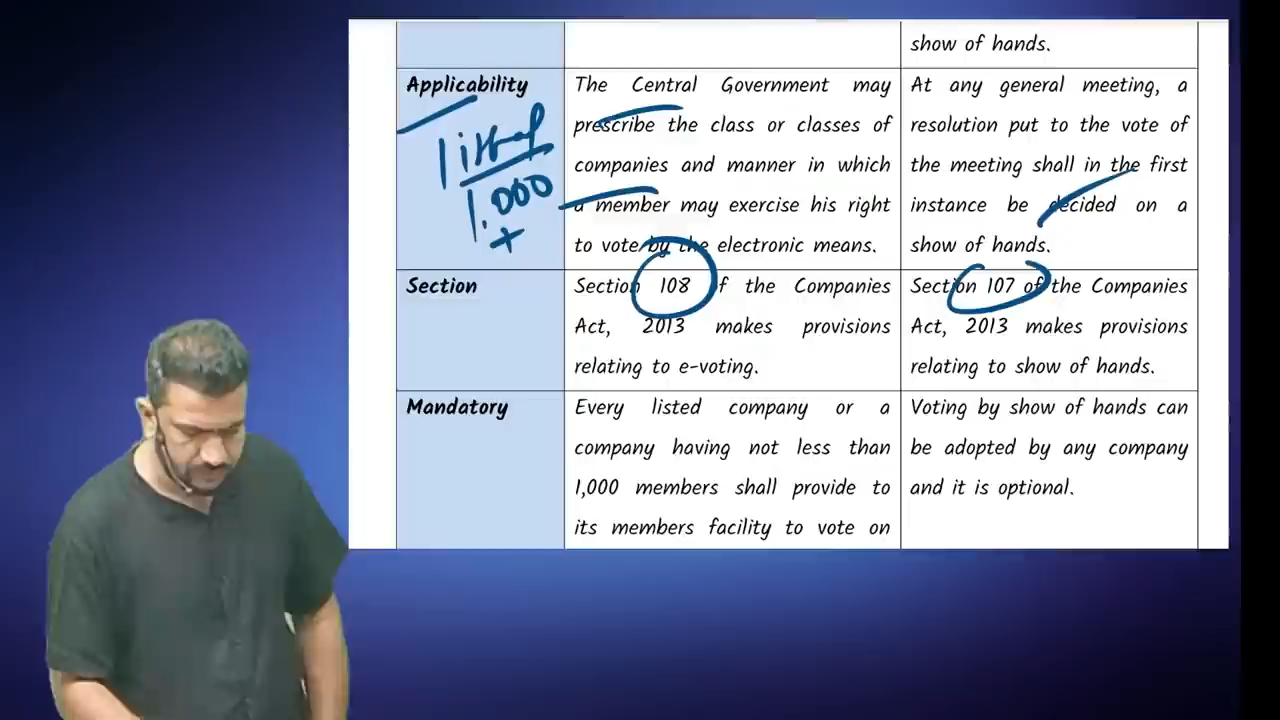 show of hands.
Applicability
1.000
+
The Central Government may
prescribe the class or classes of
companies and manner in which
a member may exercise his right
to vote by the electronic means.
At any general meeting, a
resolution put to the vote of
the meeting shall in the first
instance be decided on a
show of hands.
Section
Section 108 of the Companies
Act, 2013 makes provisions
relating to e-voting.
Section 107 of the Companies
Act, 2013 makes provisions
relating to show of hands.
Mandatory
Every listed company or a
company having not less than
1,000 members shall provide to
its members facility to vote on
Voting by show of hands can
be adopted by any company
and it is optional.